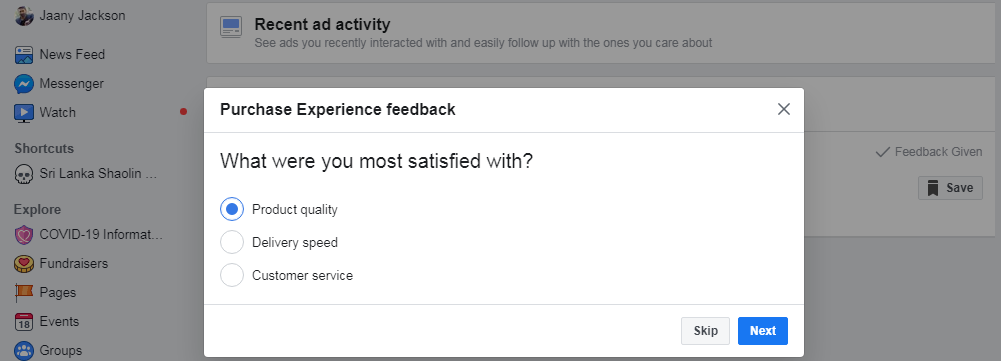 Jaany Jackson
News Feed
Messenger
Watch
Shortcuts
Sri Lanka Shaolin ...
Explore
COVID-19 Informat...
Fundraisers
Pages
18 Events
Groups
Recent ad activity
See ads you recently interacted with and easily follow up with the ones you care about
Purchase Experience feedback
What were you most satisfied with?
Product quality
Delivery speed
Customer service
Skip Next
Feedback Given
Save